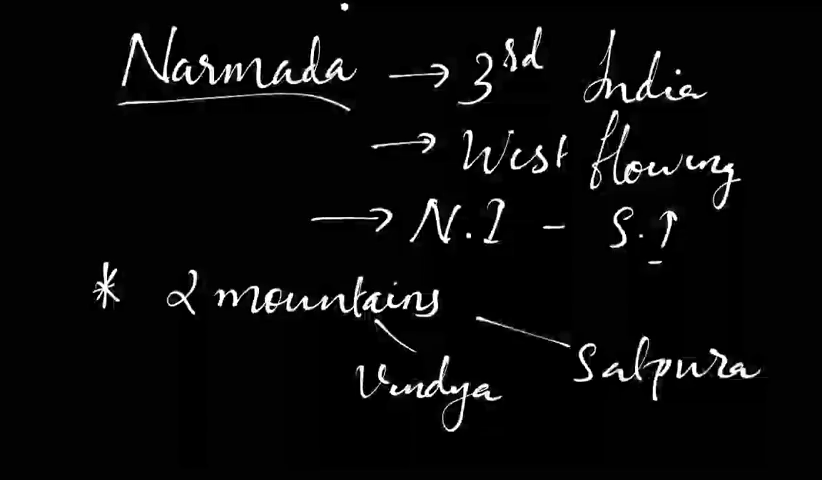 Narmada → 3rd India
→ West flowing
→ N.I - S.I
* 2 mountains
Vindya Satpura